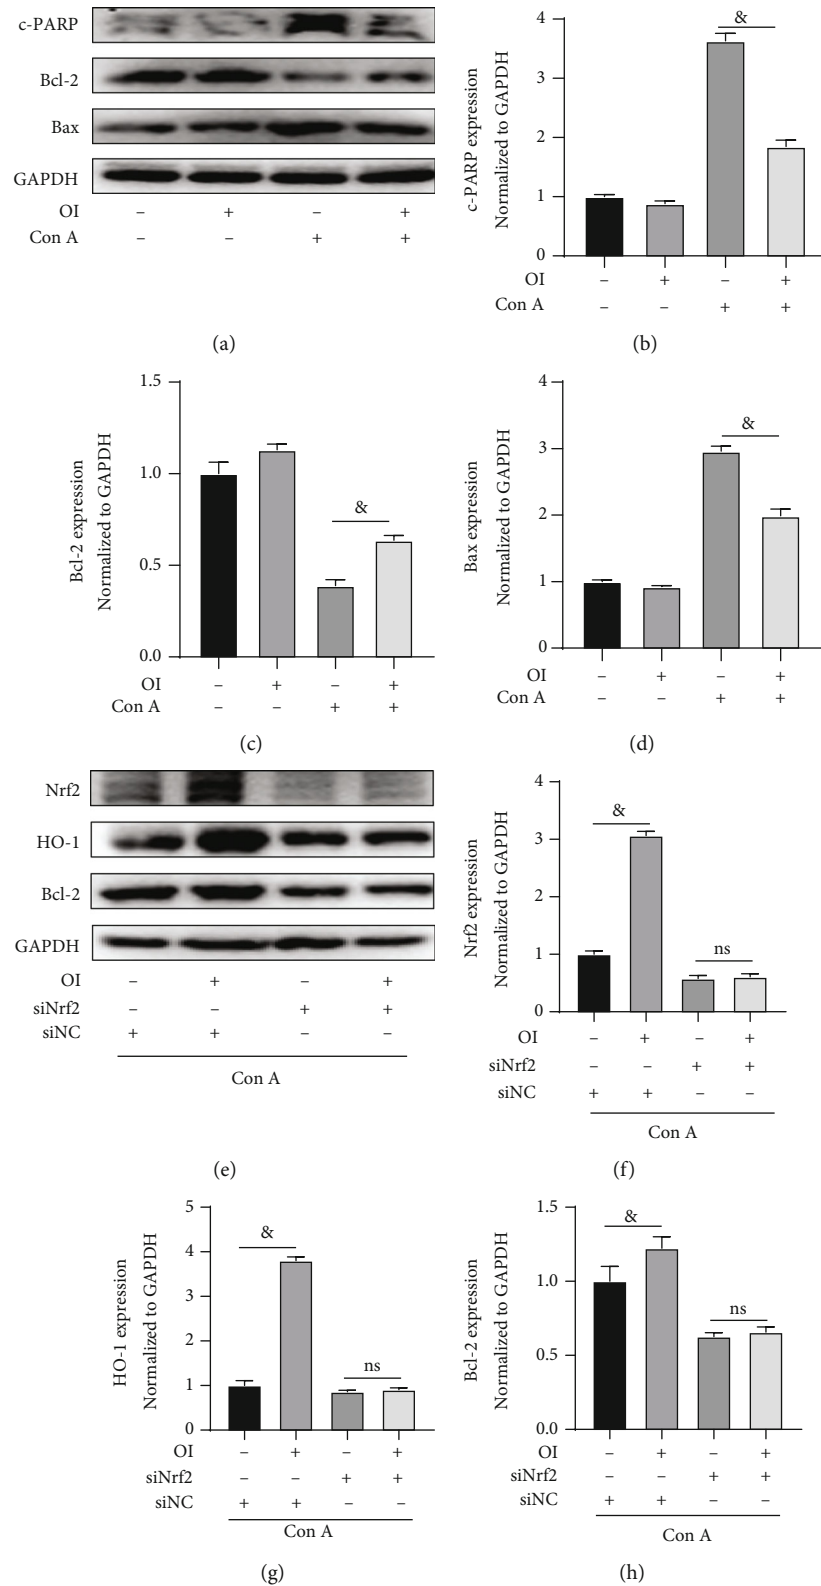 c-PARP
Bcl-2
Bax
GAPDH
OI – + – +
Con A – – + +
(a)
c-PARP expression
Normalized to GAPDH
4
3
2
1
0
&
OI – + – +
Con A – – + +
(b)
Bcl-2 expression
Normalized to GAPDH
1.5
1.0
0.5
0.0
&
OI – + – +
Con A – – + +
(c)
Bax expression
Normalized to GAPDH
4
3
2
1
0
&
OI – + – +
Con A – – + +
(d)
Nrf2
HO-1
Bcl-2
GAPDH
OI – + – +
siNrf2 – – + +
siNC + + – –
Con A
(e)
Nrf2 expression
Normalized to GAPDH
4
3
2
1
0
&
ns
OI – + – +
siNrf2 – – + +
siNC + + – –
Con A
(f)
HO-1 expression
Normalized to GAPDH
5
4
3
2
1
0
&
ns
OI – + – +
siNrf2 – – + +
siNC + + – –
Con A
(g)
Bcl-2 expression
Normalized to GAPDH
1.5
1.0
0.5
0.0
&
ns
OI – + – +
siNrf2 – – + +
siNC + + – –
Con A
(h)